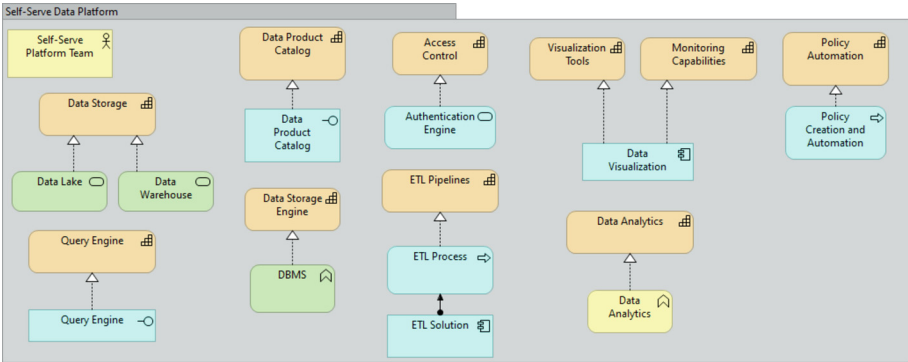 Self-Serve Data Platform
Self-Serve
Platform Team
Data Product
Catalog
Access
Control
Visualization
Tools
Monitoring
Capabilities
Policy
Automation
Data Storage
Data
Product
Catalog
Authentication
Engine
Data
Visualization
Policy
Creation and
Automation
Data Lake
Data
Warehouse
Data Storage
Engine
ETL Pipelines
Data Analytics
Query Engine
DBMS
ETL Process
Data
Analytics
Query Engine
ETL Solution